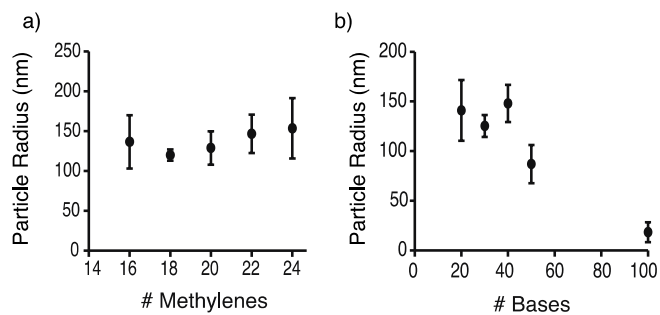 a)
Particle Radius (nm)
250
200
150
100
50
0
14 16 18 20 22 24
# Methylenes
b)
Particle Radius (nm)
200
150
100
50
0
0 20 40 60 80 100
# Bases